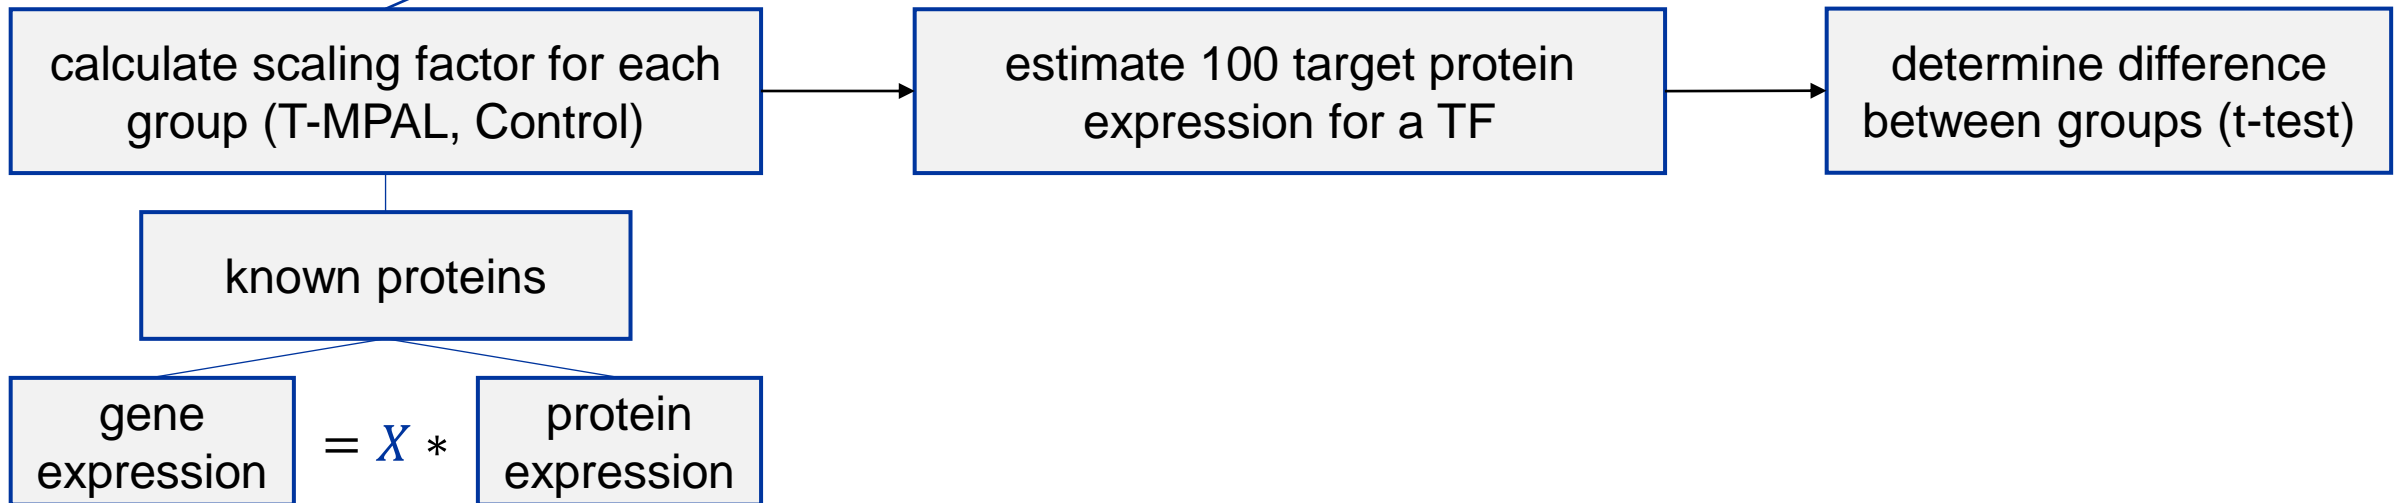 calculate scaling factor for each
group (T-MPAL, Control)
estimate 100 target protein
expression for a TF
determine difference
between groups (t-test)
known proteins
gene
expression
= X *
protein
expression